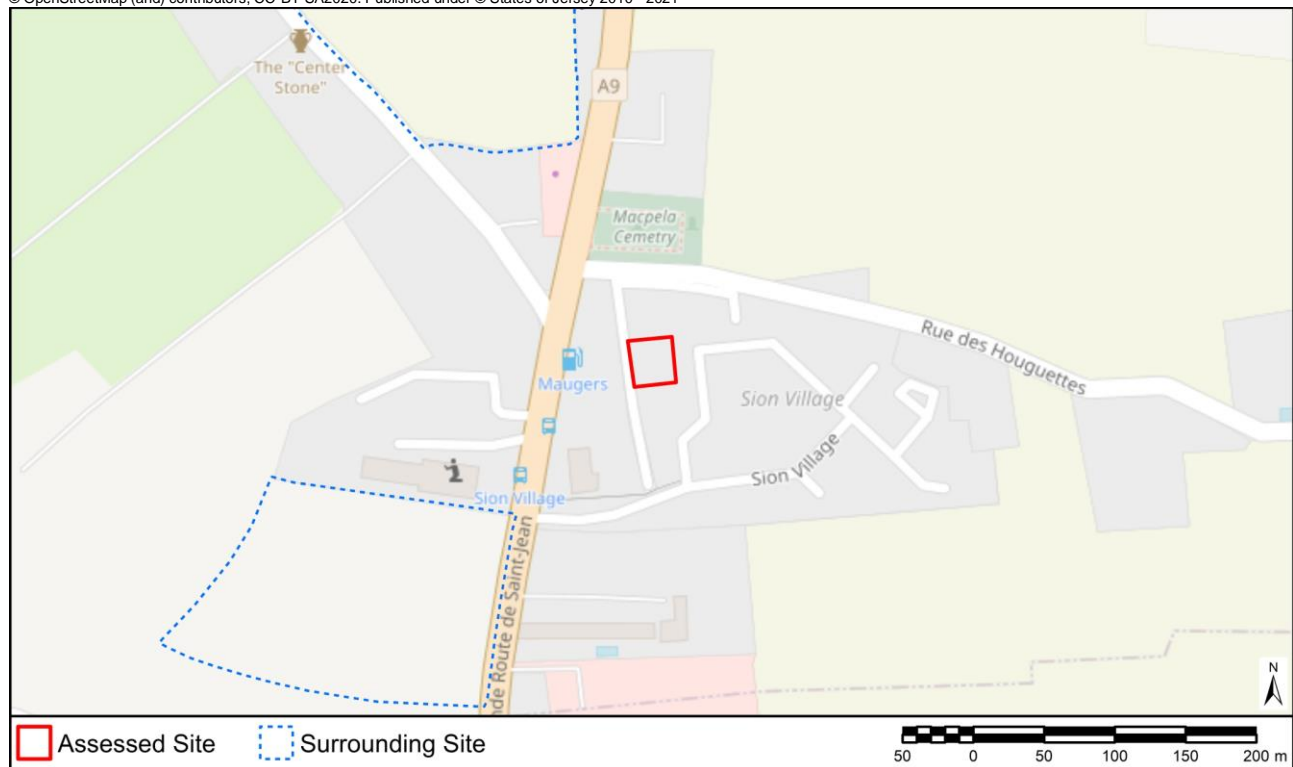 The "Center
Stone"
A9
Macpela
Cemetry
Rue des Houguettes
Maugers
Sion Village
Sion Village
Sion Village
nde Route de Saint-Jean
N
Assessed Site
Surrounding Site
50 0 50 100 150 200 m